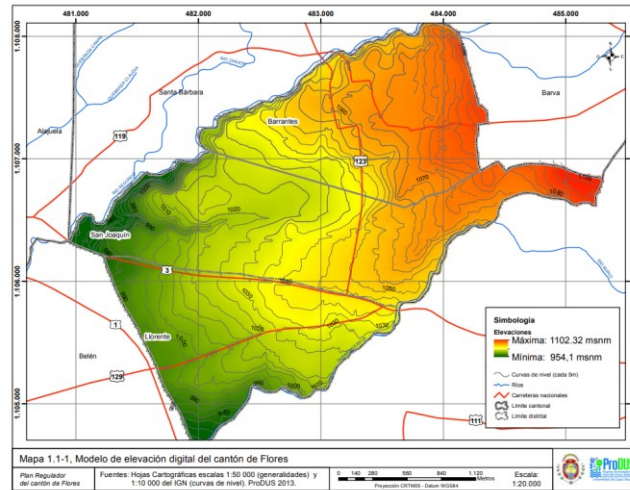 481.000
482.000
483.000
484.000
485.000
1.108.000
1.107.000
1.106.000
1.105.000
Santa Bárbara
Barva
Alajuela
Barrantes
119
123
San Joaquín
3
1
Llorente
Belén
129
111
1020
1010
1030
Simbología
Elevaciones
Máxima: 1102.32 msnm
Mínima: 954,1 msnm
Curvas de nivel (cada 5m)
Ríos
Carreteras nacionales
Límite cantonal
Límite distrital
Mapa 1.1-1, Modelo de elevación digital del cantón de Flores
Plan Regulador
del cantón de Flores
Fuentes: Hojas Cartográficas escalas 1:50 000 (generalidades) y
1:10 000 del IGN (curvas de nivel). ProDUS 2013.
0 140 280 560 840 1.120
Metros
Proyección CRTM05 - Datum WGS84
Escala:
1:20.000
ProDUS